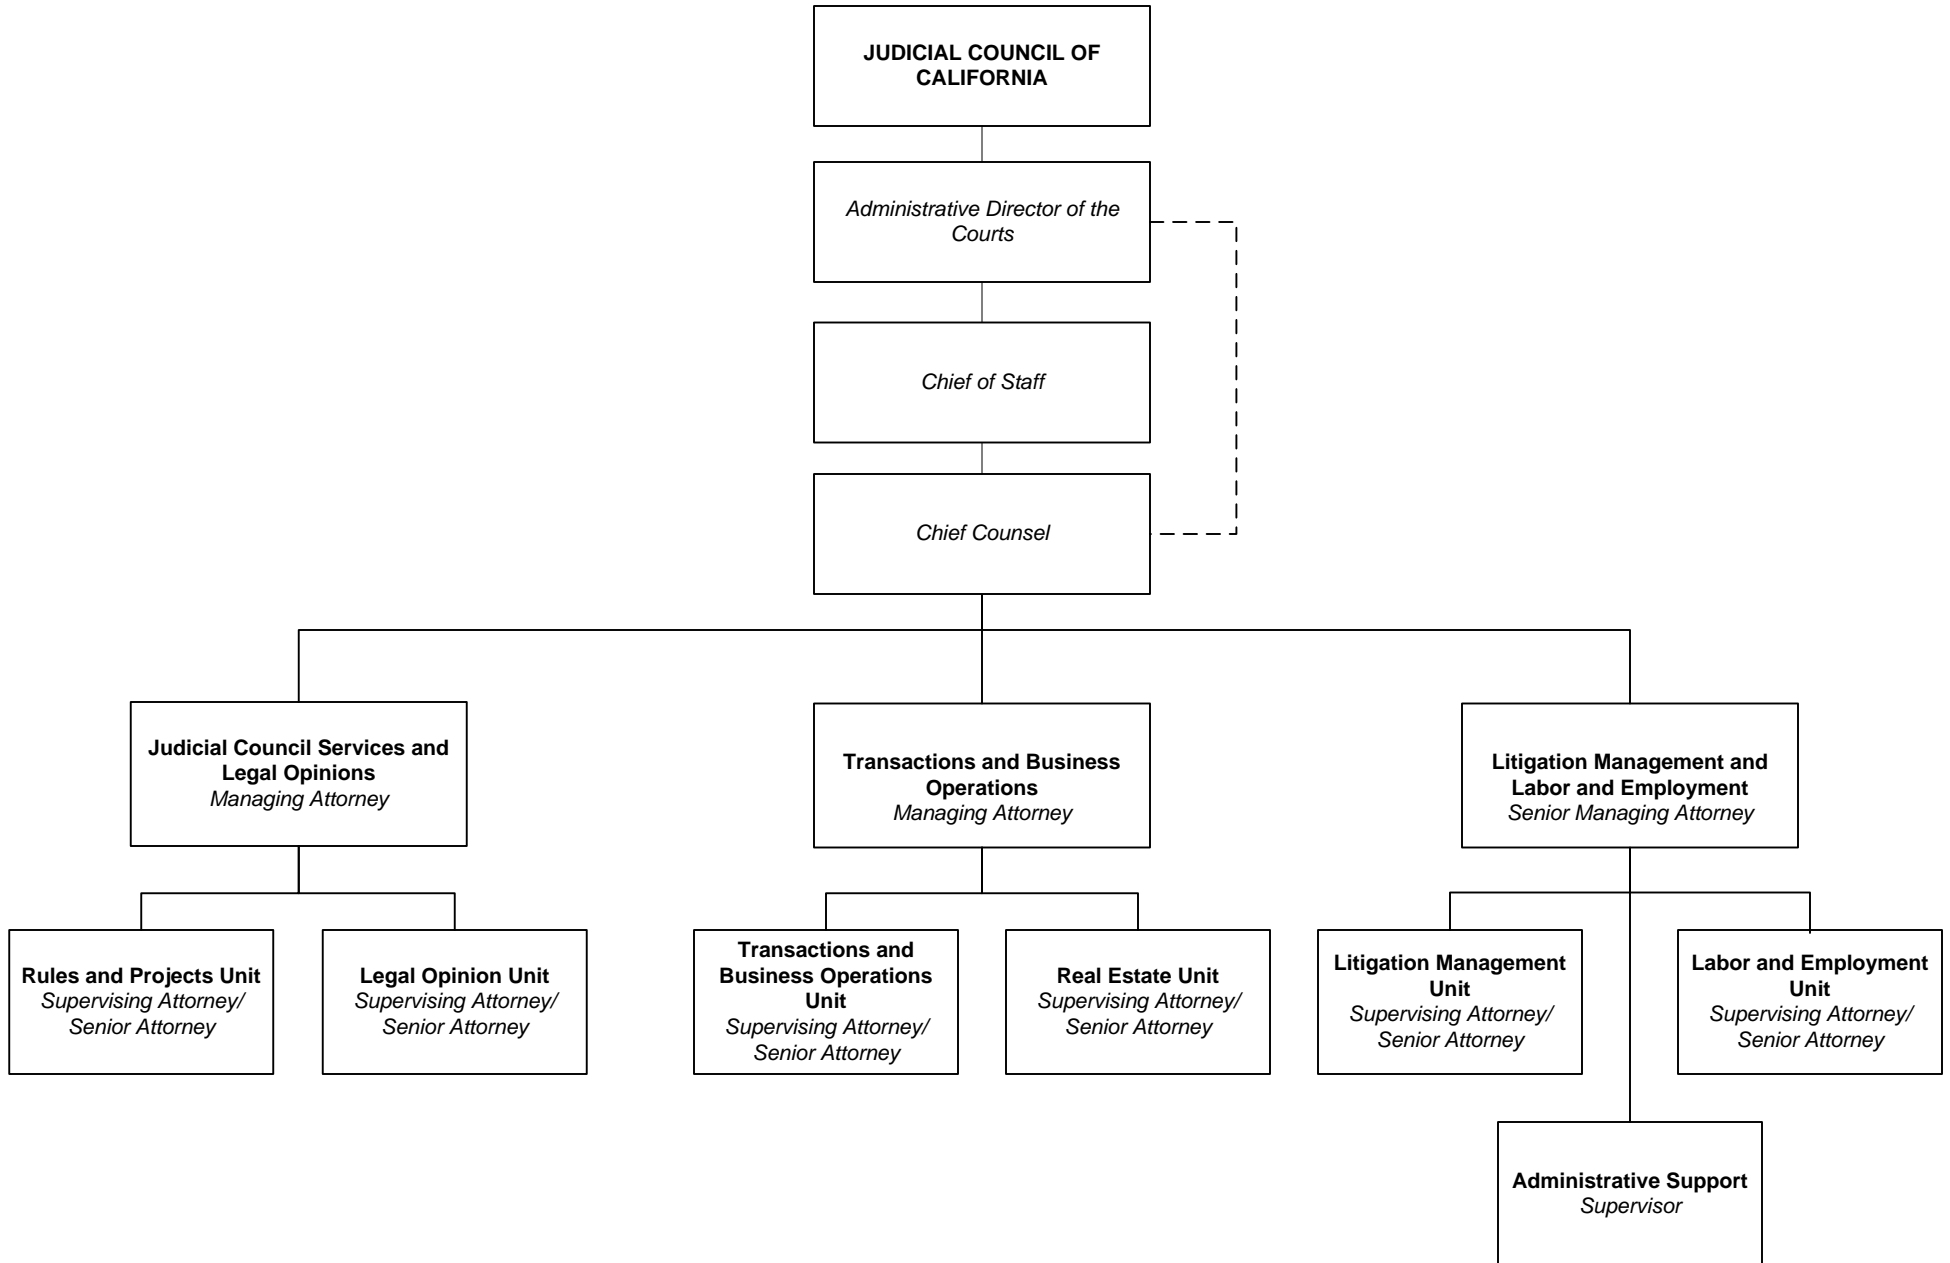 JUDICIAL COUNCIL OF
CALIFORNIA
Administrative Director of the
Courts
Chief of Staff
Chief Counsel
Judicial Council Services and
Legal Opinions
Managing Attorney
Transactions and Business
Operations
Managing Attorney
Litigation Management and
Labor and Employment
Senior Managing Attorney
Rules and Projects Unit
Supervising Attorney/
Senior Attorney
Legal Opinion Unit
Supervising Attorney/
Senior Attorney
Transactions and
Business Operations
Unit
Supervising Attorney/
Senior Attorney
Real Estate Unit
Supervising Attorney/
Senior Attorney
Litigation Management
Unit
Supervising Attorney/
Senior Attorney
Labor and Employment
Unit
Supervising Attorney/
Senior Attorney
Administrative Support
Supervisor